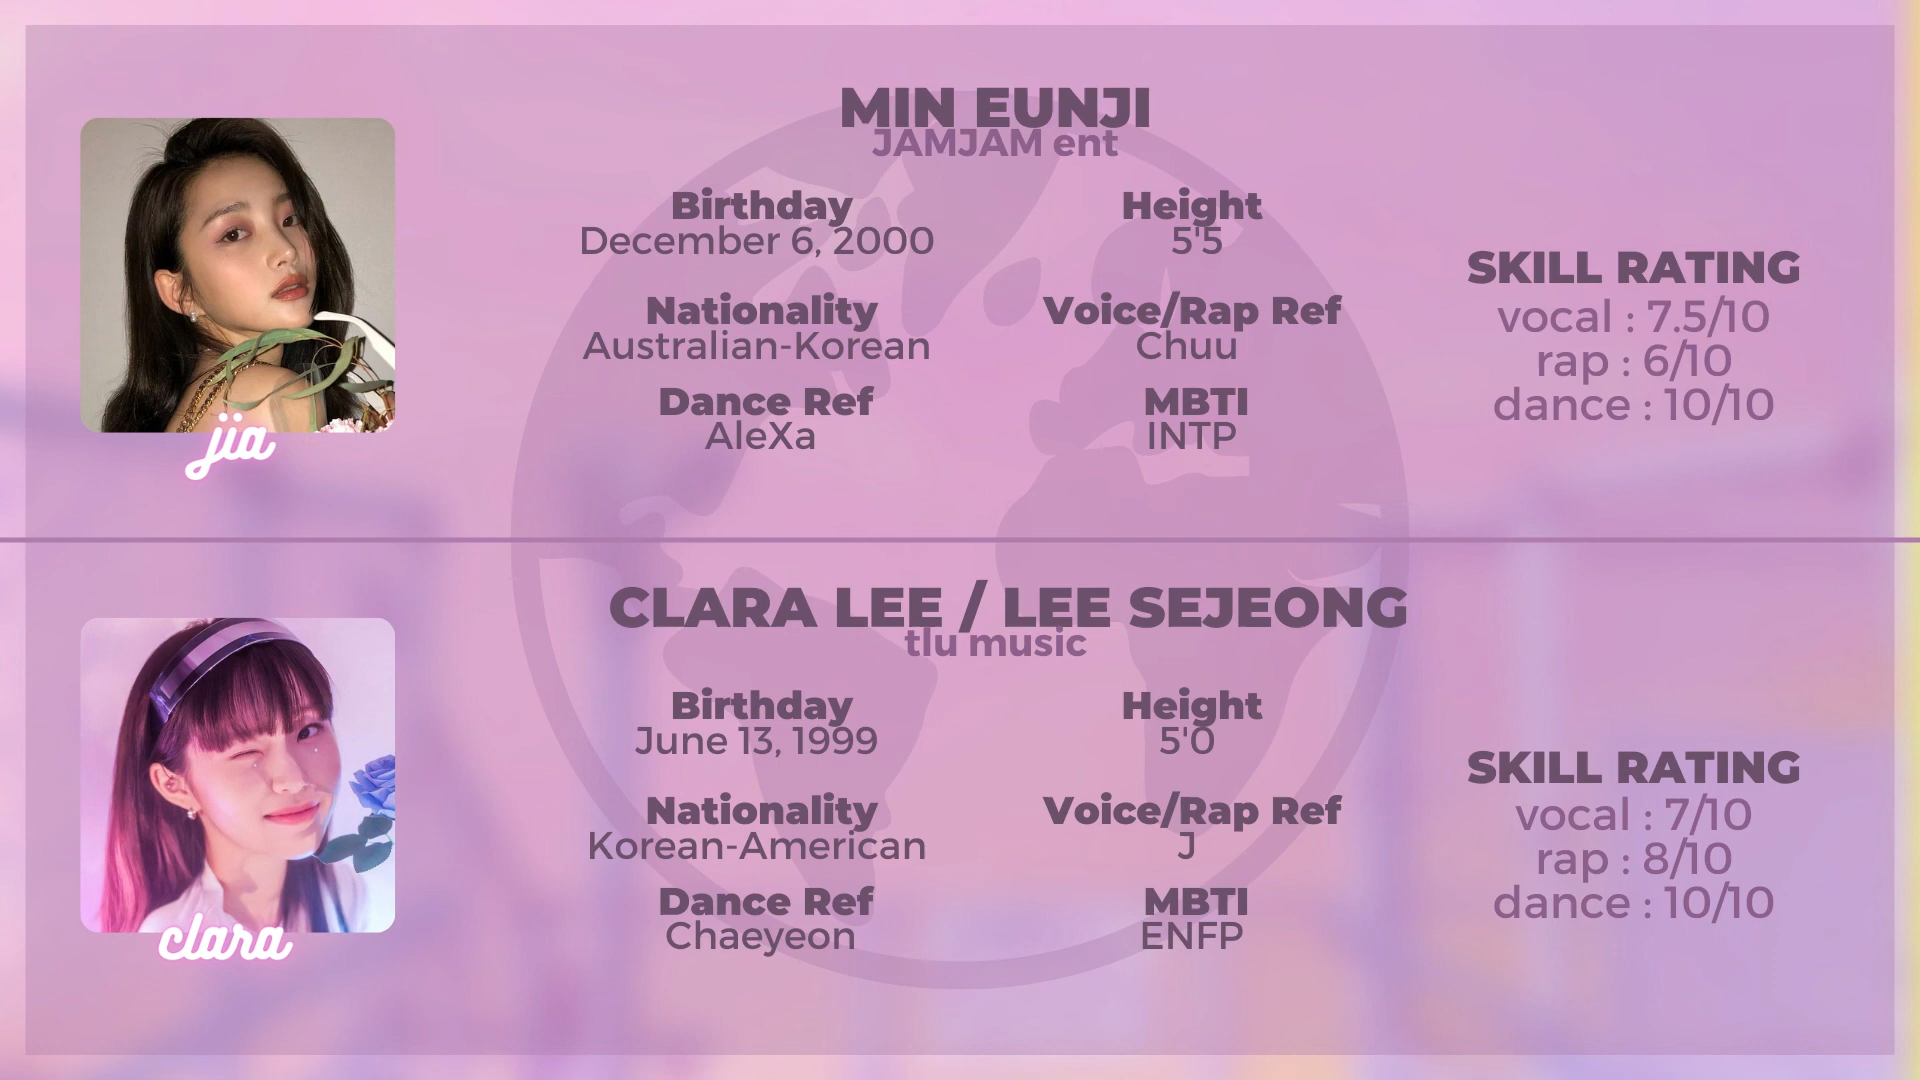 MIN EUNJI
JAMJAM ent
Birthday
December 6, 2000
Height
5'5
Nationality
Australian-Korean
Voice/Rap Ref
Chuu
Dance Ref
AleXa
MBTI
INTP
SKILL RATING
vocal : 7.5/10
rap : 6/10
dance : 10/10
jia
CLARA LEE / LEE SEJEONG
tlu music
Birthday
June 13, 1999
Height
5'0
Nationality
Korean-American
Voice/Rap Ref
J
Dance Ref
Chaeyeon
MBTI
ENFP
SKILL RATING
vocal : 7/10
rap : 8/10
dance : 10/10
clara